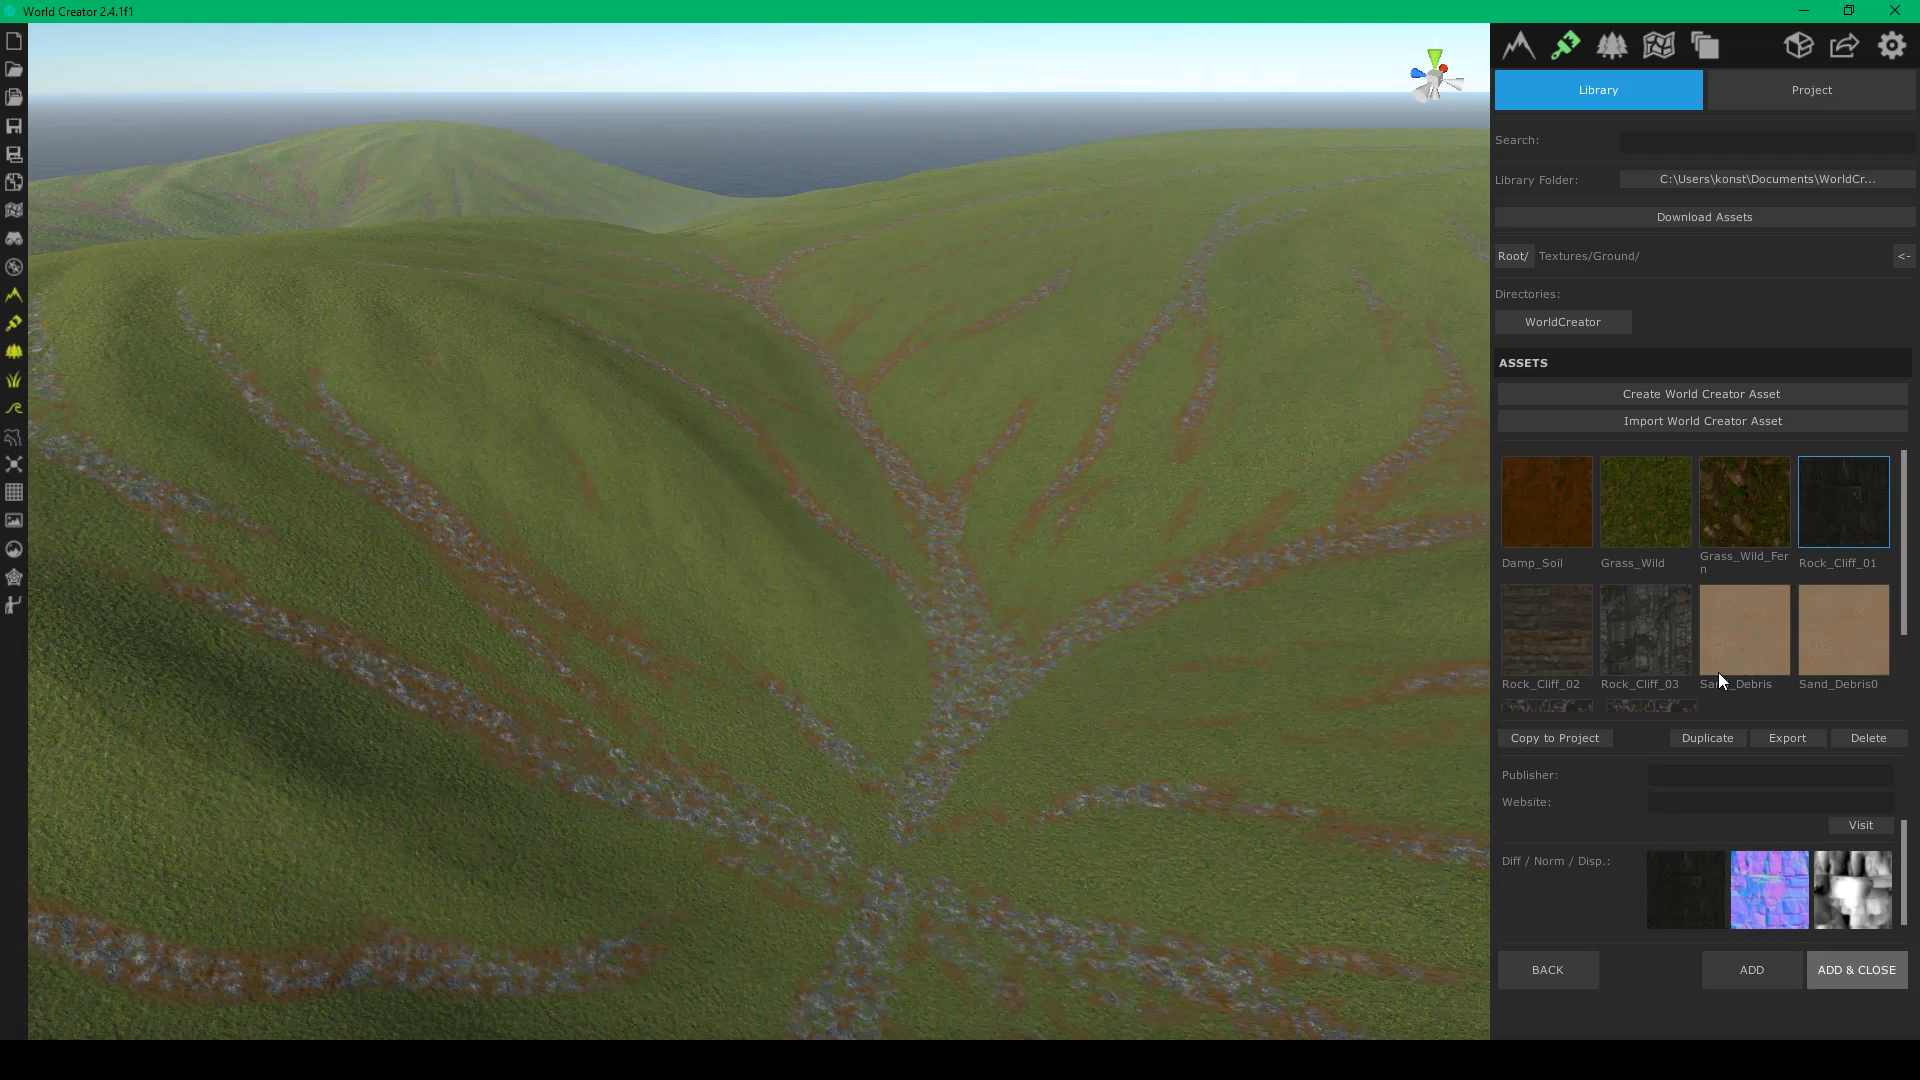 World Creator 2.4.1f1
Library
Project
Search:
Library Folder:
C:\Users\konst\Documents\WorldCr...
Download Assets
Root/
Textures/Ground/
<-
Directories:
WorldCreator
ASSETS
Create World Creator Asset
Import World Creator Asset
Damp_Soil
Grass_Wild
Grass_Wild_Fer
n
Rock_Cliff_01
Rock_Cliff_02
Rock_Cliff_03
Sand_Debris
Sand_Debris0
Copy to Project
Duplicate
Export
Delete
Publisher:
Website:
Visit
Diff / Norm / Disp.:
BACK
ADD
ADD & CLOSE